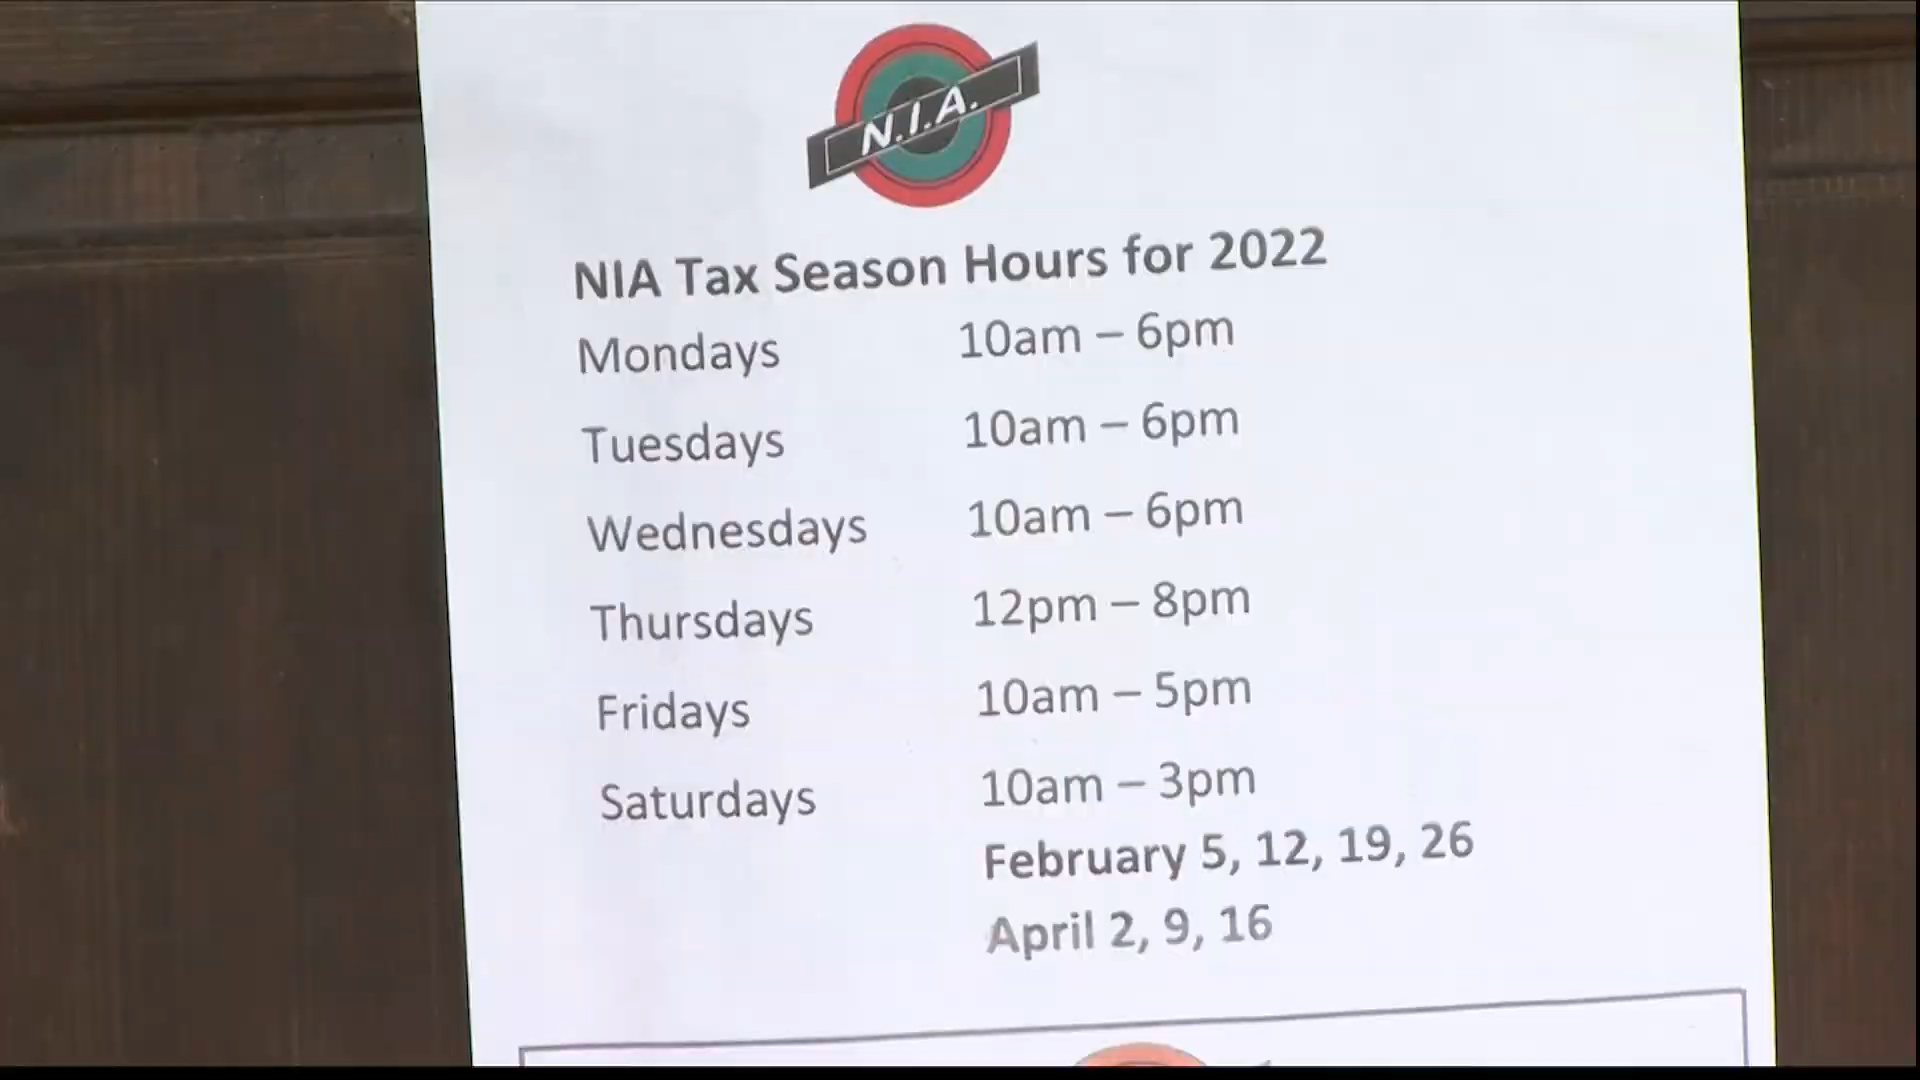 N.I.A.
NIA Tax Season Hours for 2022
Mondays 10am – 6pm
Tuesdays 10am – 6pm
Wednesdays 10am – 6pm
Thursdays 12pm – 8pm
Fridays 10am – 5pm
Saturdays 10am – 3pm
February 5, 12, 19, 26
April 2, 9, 16